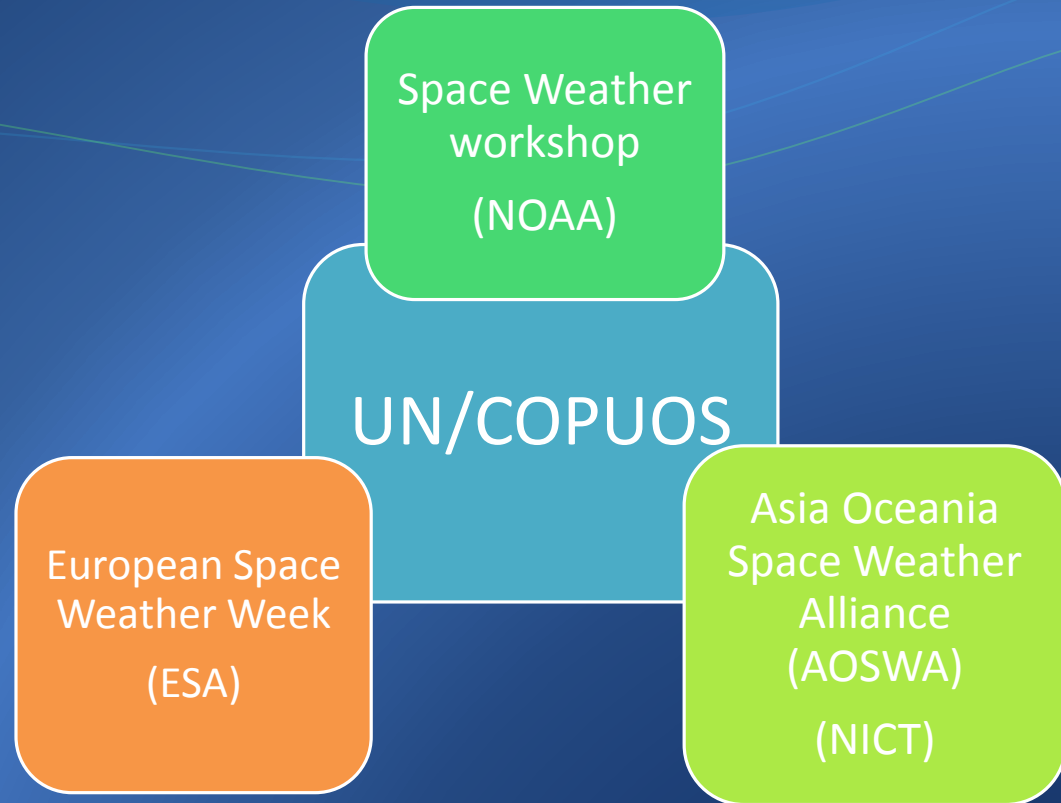 Space Weather
workshop
(NOAA)
UN/COPUOS
European Space
Weather Week
(ESA)
Asia Oceania
Space Weather
Alliance
(AOSWA)
(NICT)